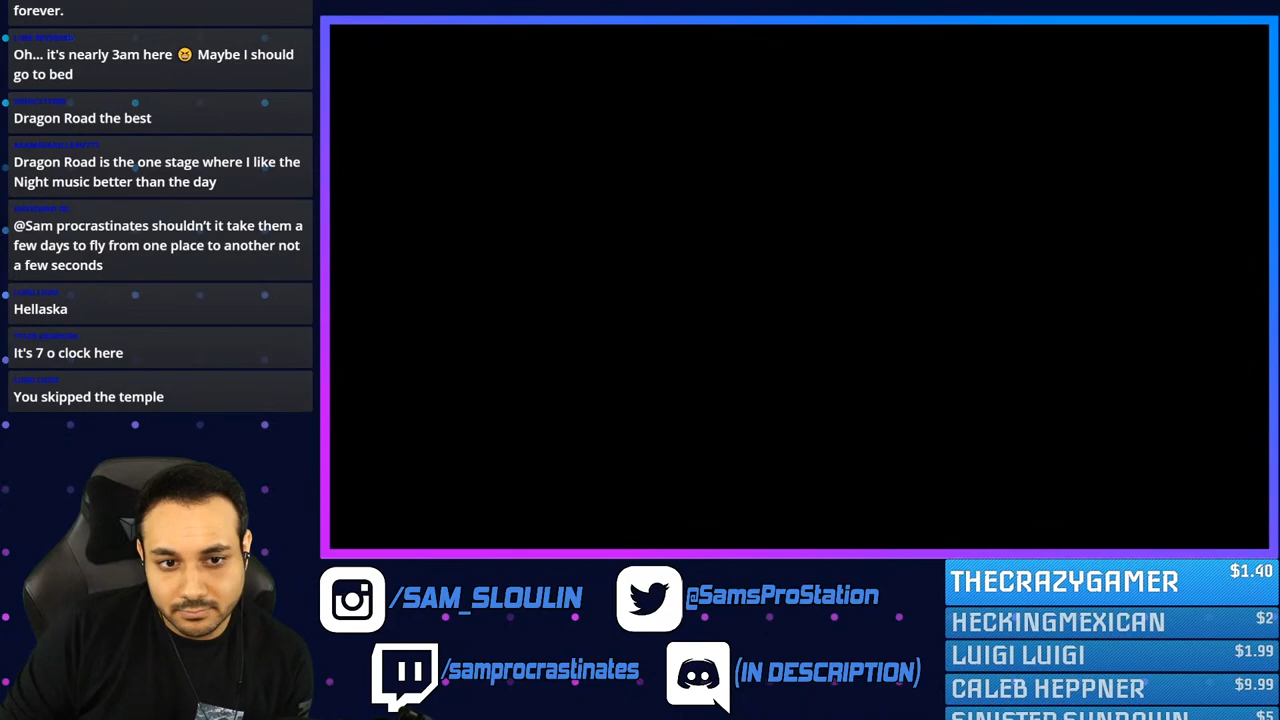 forever.
Oh... it's nearly 3am here 😆 Maybe I should
go to bed
Dragon Road the best
Dragon Road is the one stage where I like the
Night music better than the day
@Sam procrastinates shouldn’t it take them a
few days to fly from one place to another not
a few seconds
Hellaska
It's 7 o clock here
You skipped the temple
/SAM_SLOULIN
@SamsProStation
/samprocrastinates
(IN DESCRIPTION)
THECRAZYGAMER $1.40
HECKINGMEXICAN $2
LUIGI LUIGI $1.99
CALEB HEPPNER $9.99
SINISTER SUNDOWN $5